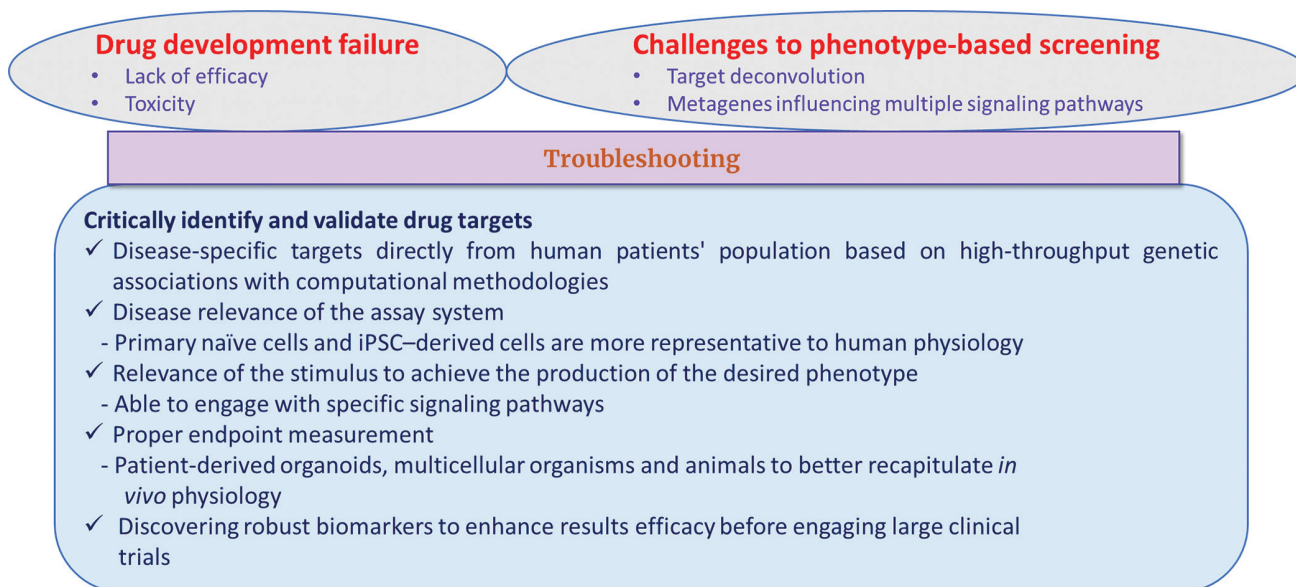 Drug development failure
• Lack of efficacy
• Toxicity
Challenges to phenotype-based screening
• Target deconvolution
• Metagenes influencing multiple signaling pathways
Troubleshooting
Critically identify and validate drug targets
✓ Disease-specific targets directly from human patients' population based on high-throughput genetic
associations with computational methodologies
✓ Disease relevance of the assay system
- Primary naïve cells and iPSC–derived cells are more representative to human physiology
✓ Relevance of the stimulus to achieve the production of the desired phenotype
- Able to engage with specific signaling pathways
✓ Proper endpoint measurement
- Patient-derived organoids, multicellular organisms and animals to better recapitulate in
vivo physiology
✓ Discovering robust biomarkers to enhance results efficacy before engaging large clinical
trials